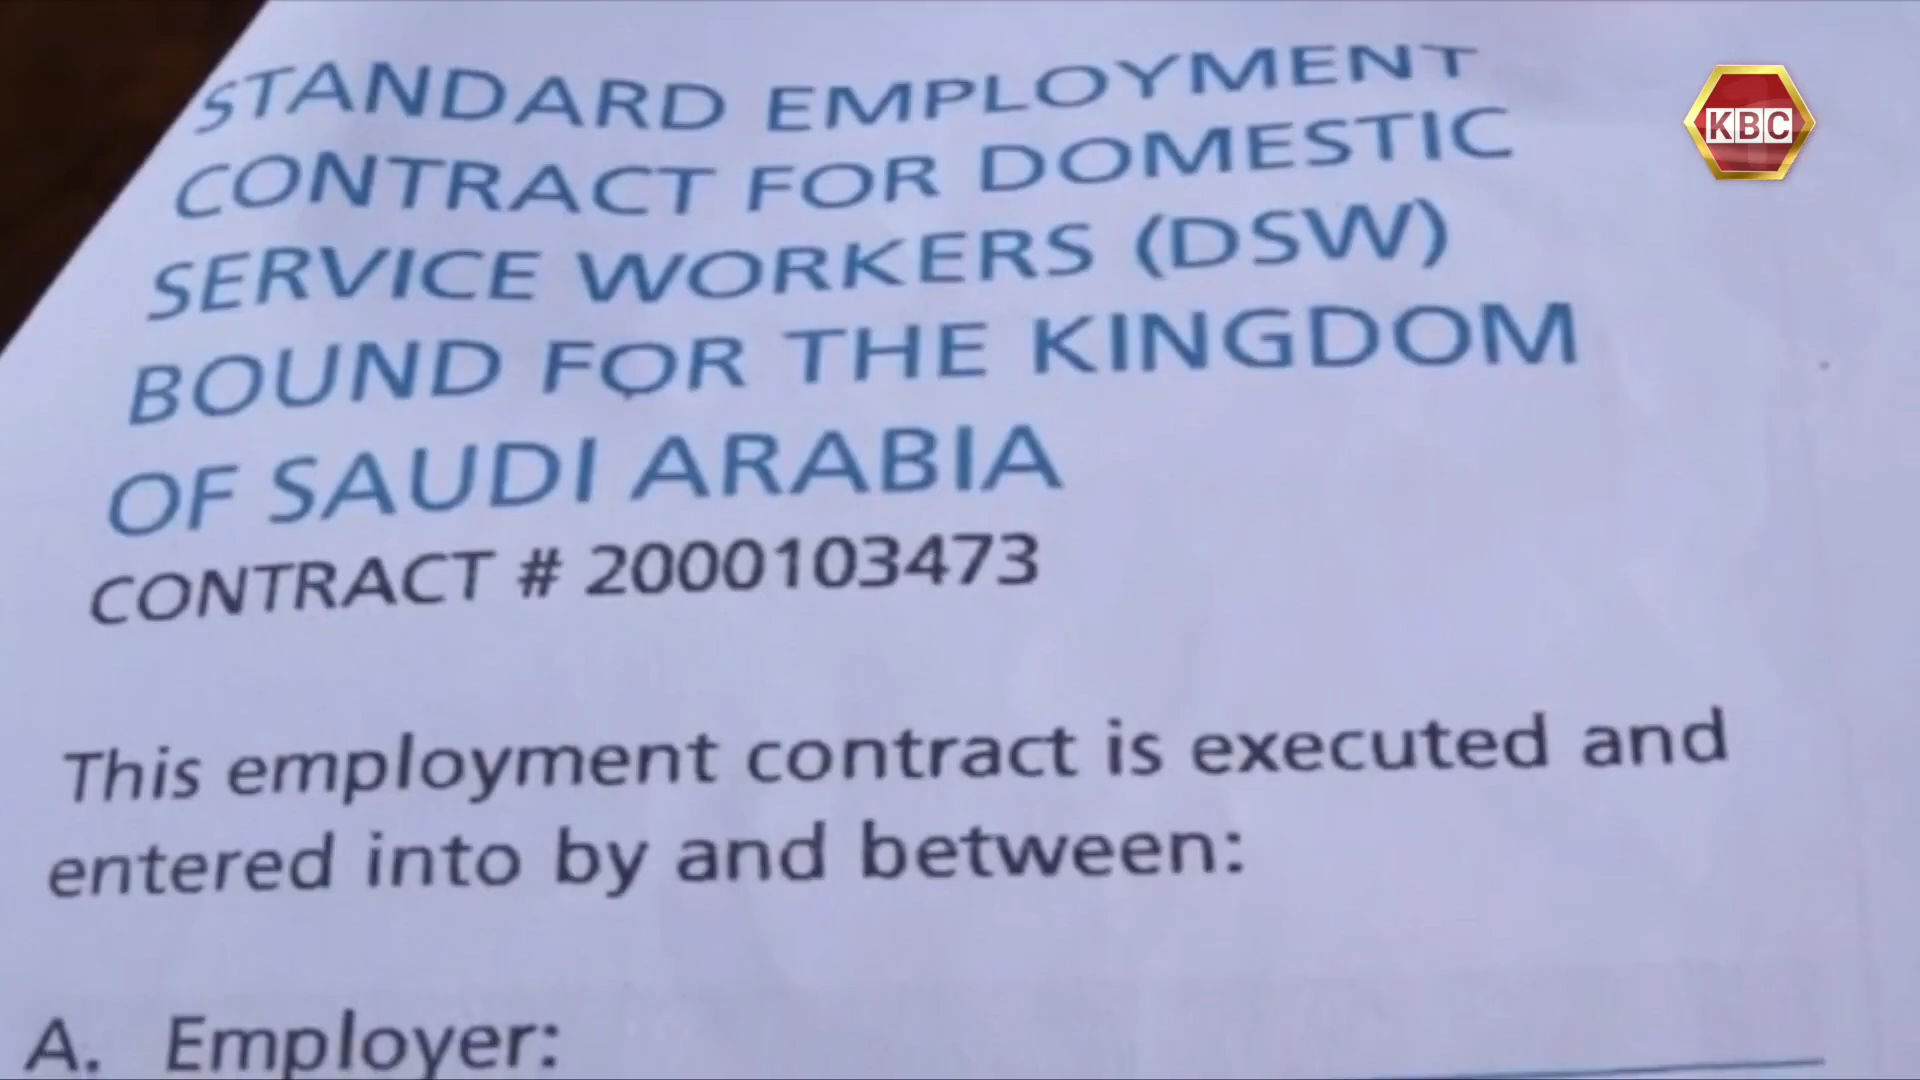 STANDARD EMPLOYMENT
CONTRACT FOR DOMESTIC
SERVICE WORKERS (DSW)
BOUND FOR THE KINGDOM
OF SAUDI ARABIA
CONTRACT # 2000103473
This employment contract is executed and
entered into by and between:
A. Employer:
KBC